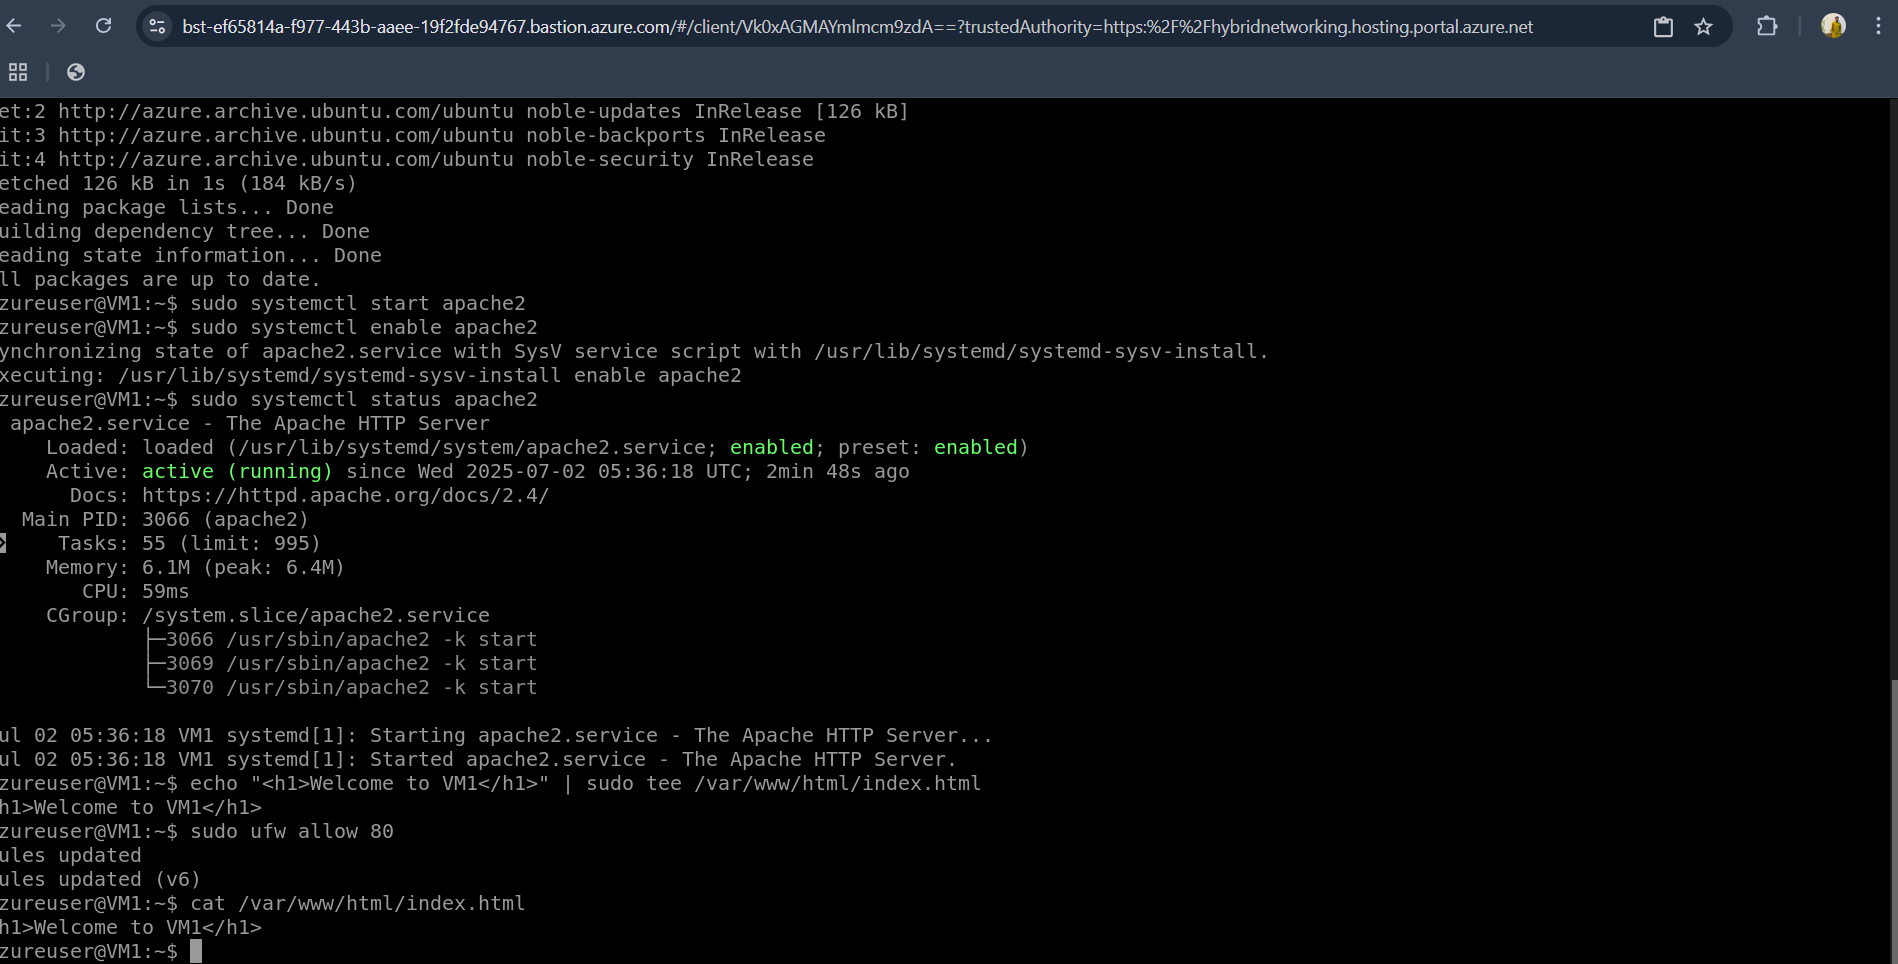 bst-ef65814a-f977-443b-aaee-19f2fde94767.bastion.azure.com/#/client/Vk0xAGMAYmlmcm9zdA==?trustedAuthority=https:%2F%2Fhybridnetworking.hosting.portal.azure.net
et:2 http://azure.archive.ubuntu.com/ubuntu noble-updates InRelease [126 kB]
it:3 http://azure.archive.ubuntu.com/ubuntu noble-backports InRelease
it:4 http://azure.archive.ubuntu.com/ubuntu noble-security InRelease
etched 126 kB in 1s (184 kB/s)
eading package lists... Done
uilding dependency tree... Done
eading state information... Done
ll packages are up to date.
zureuser@VM1:~$ sudo systemctl start apache2
zureuser@VM1:~$ sudo systemctl enable apache2
ynchronizing state of apache2.service with SysV service script with /usr/lib/systemd/systemd-sysv-install.
xecuting: /usr/lib/systemd/systemd-sysv-install enable apache2
zureuser@VM1:~$ sudo systemctl status apache2
apache2.service - The Apache HTTP Server
Loaded: loaded (/usr/lib/systemd/system/apache2.service; enabled; preset: enabled)
Active: active (running) since Wed 2025-07-02 05:36:18 UTC; 2min 48s ago
Docs: https://httpd.apache.org/docs/2.4/
Main PID: 3066 (apache2)
Tasks: 55 (limit: 995)
Memory: 6.1M (peak: 6.4M)
CPU: 59ms
CGroup: /system.slice/apache2.service
├─3066 /usr/sbin/apache2 -k start
├─3069 /usr/sbin/apache2 -k start
└─3070 /usr/sbin/apache2 -k start
ul 02 05:36:18 VM1 systemd[1]: Starting apache2.service - The Apache HTTP Server...
ul 02 05:36:18 VM1 systemd[1]: Started apache2.service - The Apache HTTP Server.
zureuser@VM1:~$ echo "<h1>Welcome to VM1</h1>" | sudo tee /var/www/html/index.html
h1>Welcome to VM1</h1>
zureuser@VM1:~$ sudo ufw allow 80
ules updated
ules updated (v6)
zureuser@VM1:~$ cat /var/www/html/index.html
h1>Welcome to VM1</h1>
zureuser@VM1:~$